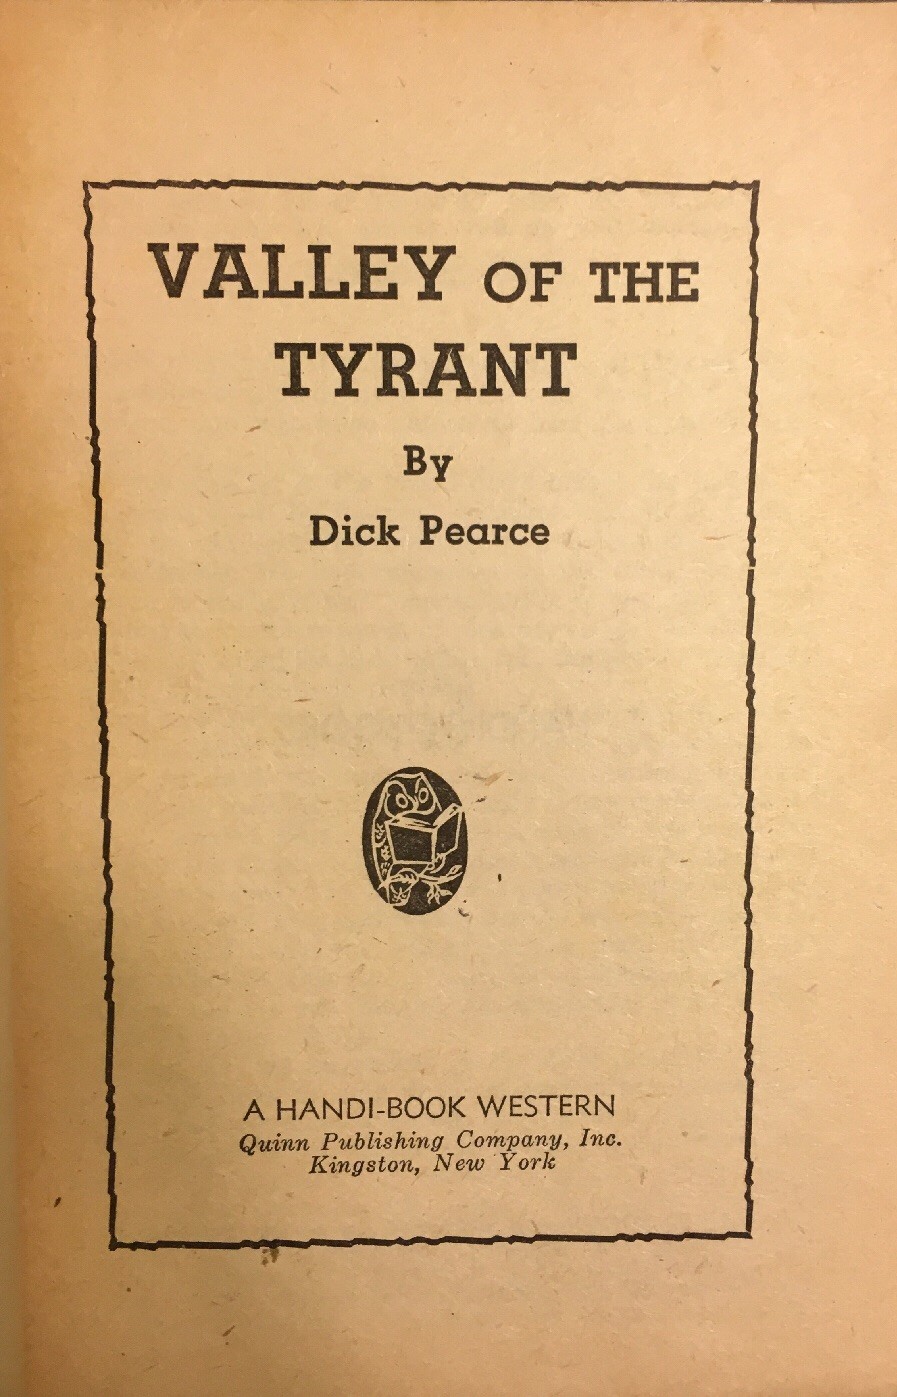 VALLEY OF THE
TYRANT
By
Dick Pearce
A HANDI-BOOK WESTERN
Quinn Publishing Company, Inc.
Kingston, New York